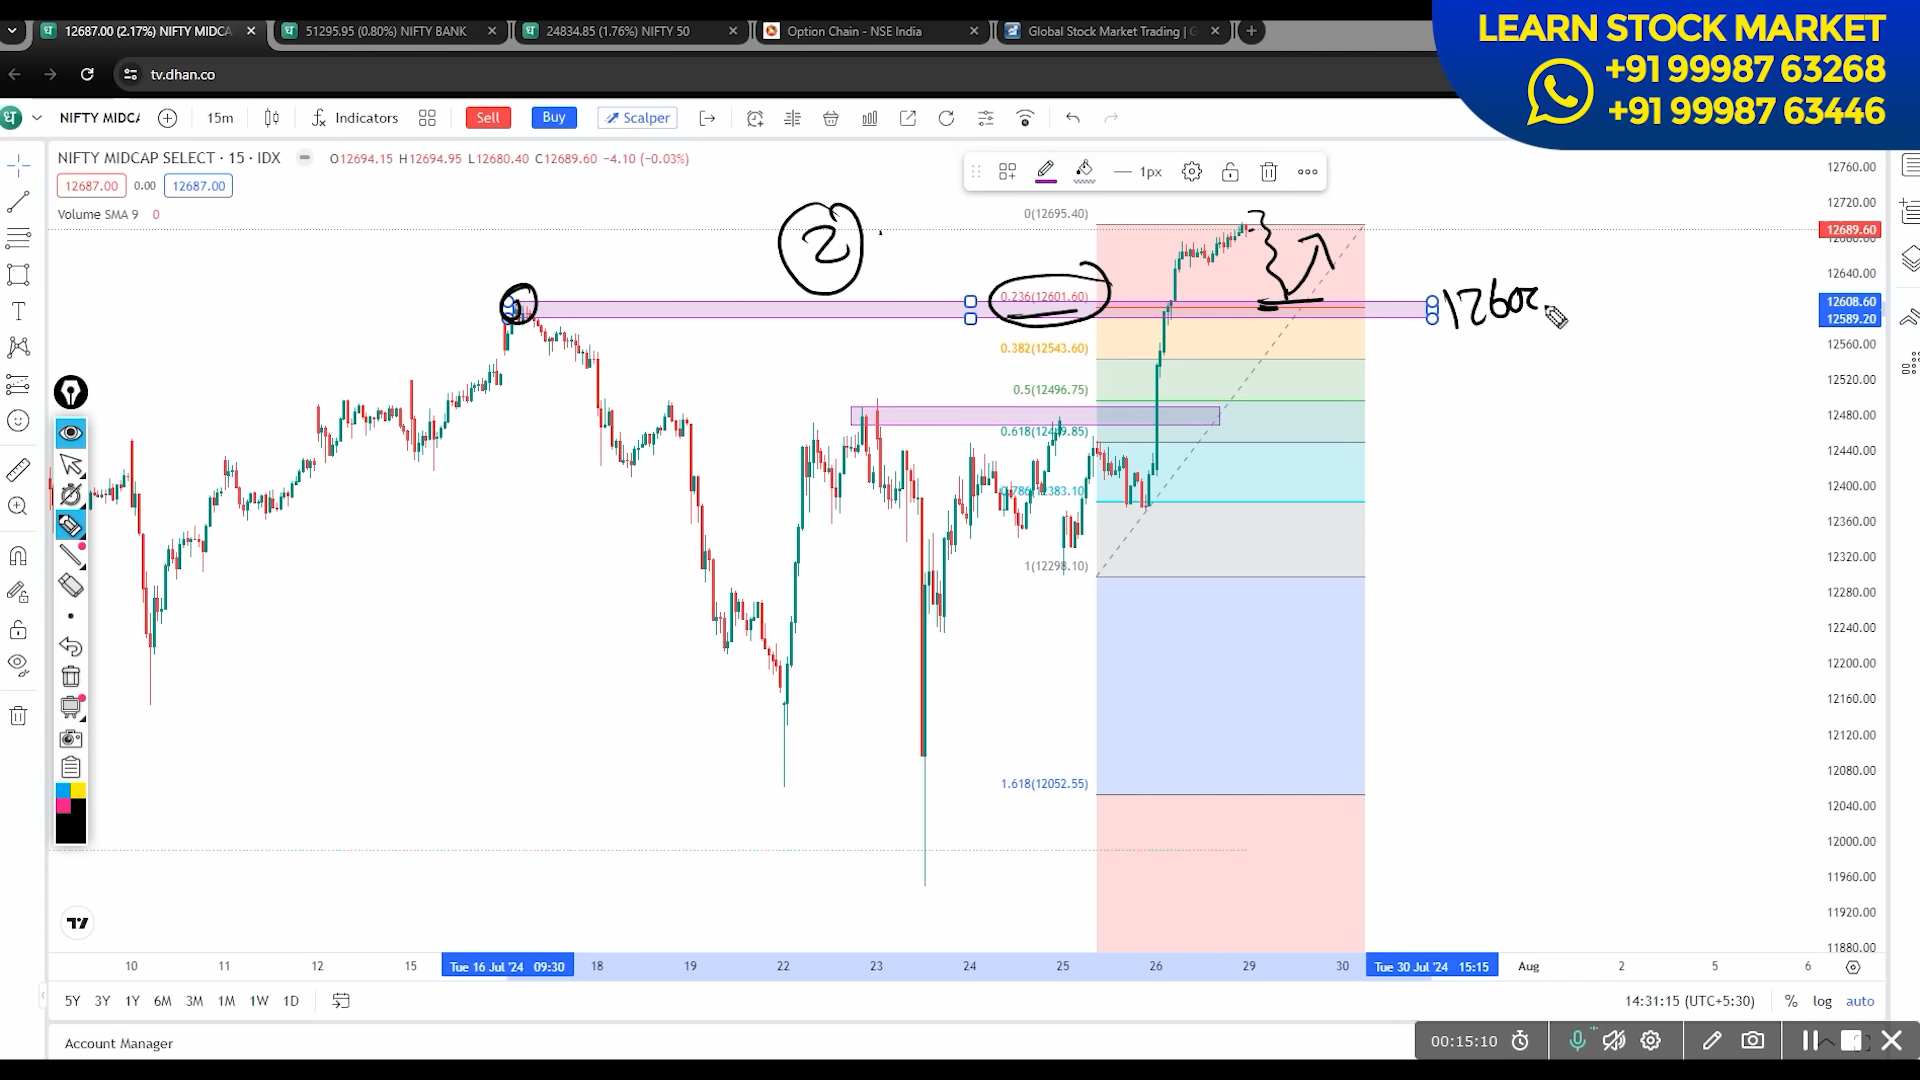 12687.00 (2.17%) NIFTY MIDCA
51295.95 (0.80%) NIFTY BANK
24834.85 (1.76%) NIFTY 50
Option Chain - NSE India
Global Stock Market Trading | G
LEARN STOCK MARKET
+91 99987 63268
+91 99987 63446
tv.dhan.co
NIFTY MIDCA
15m
Indicators
Sell
Buy
Scalper
NIFTY MIDCAP SELECT · 15 · IDX
O12694.15 H12694.95 L12680.40 C12689.60 −4.10 (−0.03%)
12687.00
0.00
12687.00
Volume SMA 9 0
1px
0(12695.40)
0.236(12601.60)
0.382(12543.60)
0.5(12496.75)
1(12298.10)
1.618(12052.55)
2
12760.00
12720.00
12689.60
12640.00
12608.60
12589.20
12560.00
12520.00
12480.00
12440.00
12400.00
12360.00
12320.00
12280.00
12240.00
12200.00
12160.00
12120.00
12080.00
12040.00
12000.00
11960.00
11920.00
11880.00
10
11
12
15
Tue 16 Jul '24 09:30
18
19
22
23
24
25
26
29
30
Tue 30 Jul '24 15:15
Aug
2
5
6
5Y
3Y
1Y
6M
3M
1M
1W
1D
14:31:15 (UTC+5:30)
%
log
auto
Account Manager
00:15:10